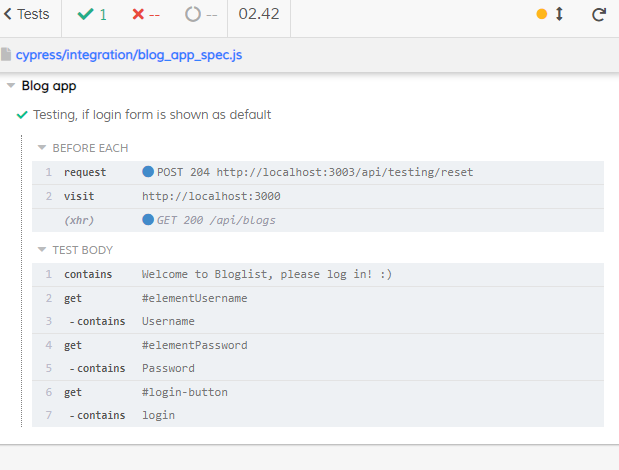 Tests 1 -- -- 02.42
cypress/integration/blog_app_spec.js
Blog app
Testing, if login form is shown as default
BEFORE EACH
1 request POST 204 http://localhost:3003/api/testing/reset
2 visit http://localhost:3000
(xhr) GET 200 /api/blogs
TEST BODY
1 contains Welcome to Bloglist, please log in! :)
2 get #elementUsername
3 -contains Username
4 get #elementPassword
5 -contains Password
6 get #login-button
7 -contains login